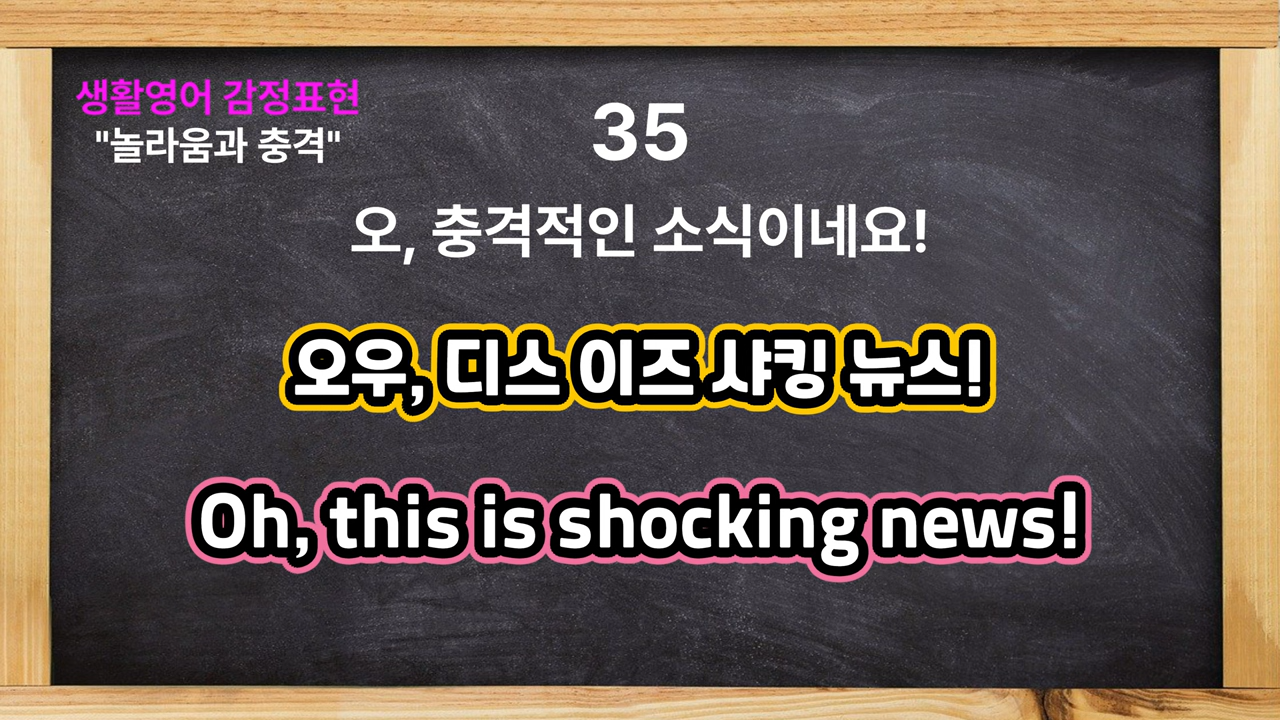 생활영어 감정표현
"놀라움과 충격"
35
오, 충격적인 소식이네요!
오우, 디스 이즈 샤킹 뉴스!
Oh, this is shocking news!